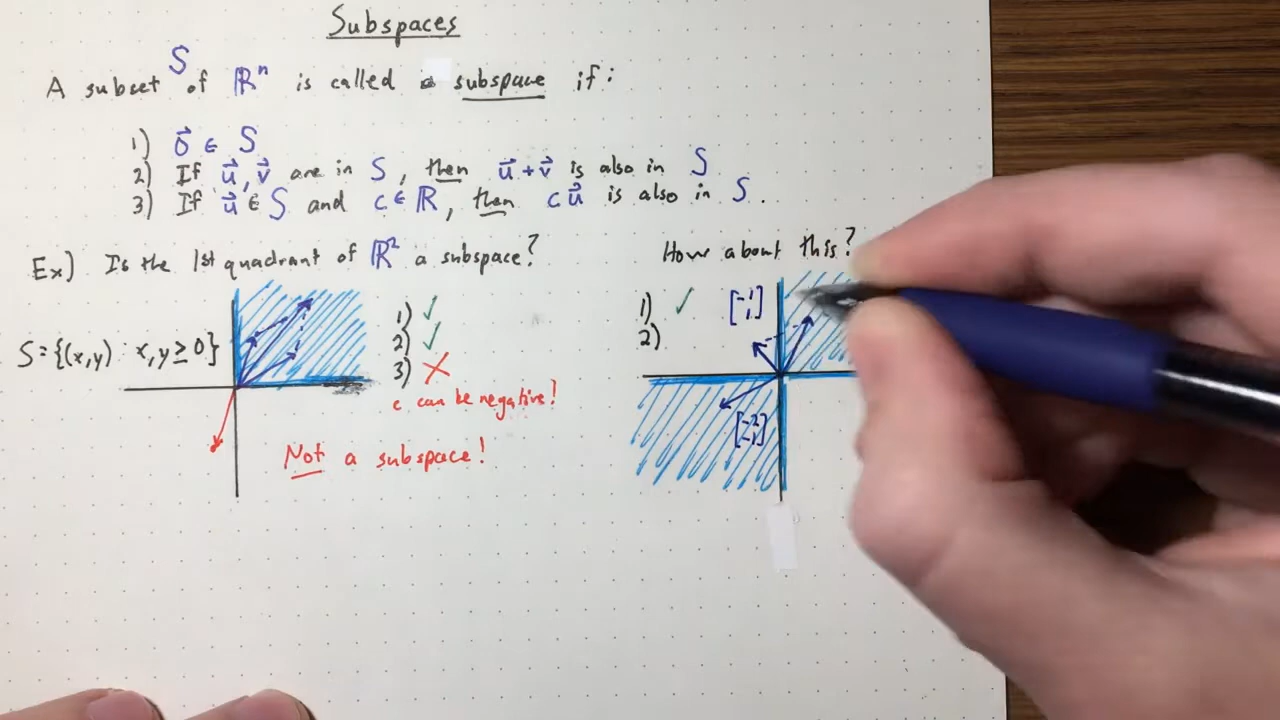 Subspaces
A subset S of ℝⁿ is called a subspace if:
1) 0⃗ ∈ S
2) If u⃗, v⃗ are in S, then u⃗+v⃗ is also in S
3) If u⃗ ∈ S and c ∈ ℝ, then cu⃗ is also in S.
Ex) Is the 1st quadrant of ℝ² a subspace?
S = {(x,y) : x,y ≥ 0}
1) ✓
2) ✓
3) ✗
c can be negative!
Not a subspace!
How about this?
1) ✓
2)
[-1 1]
[-2 -1]